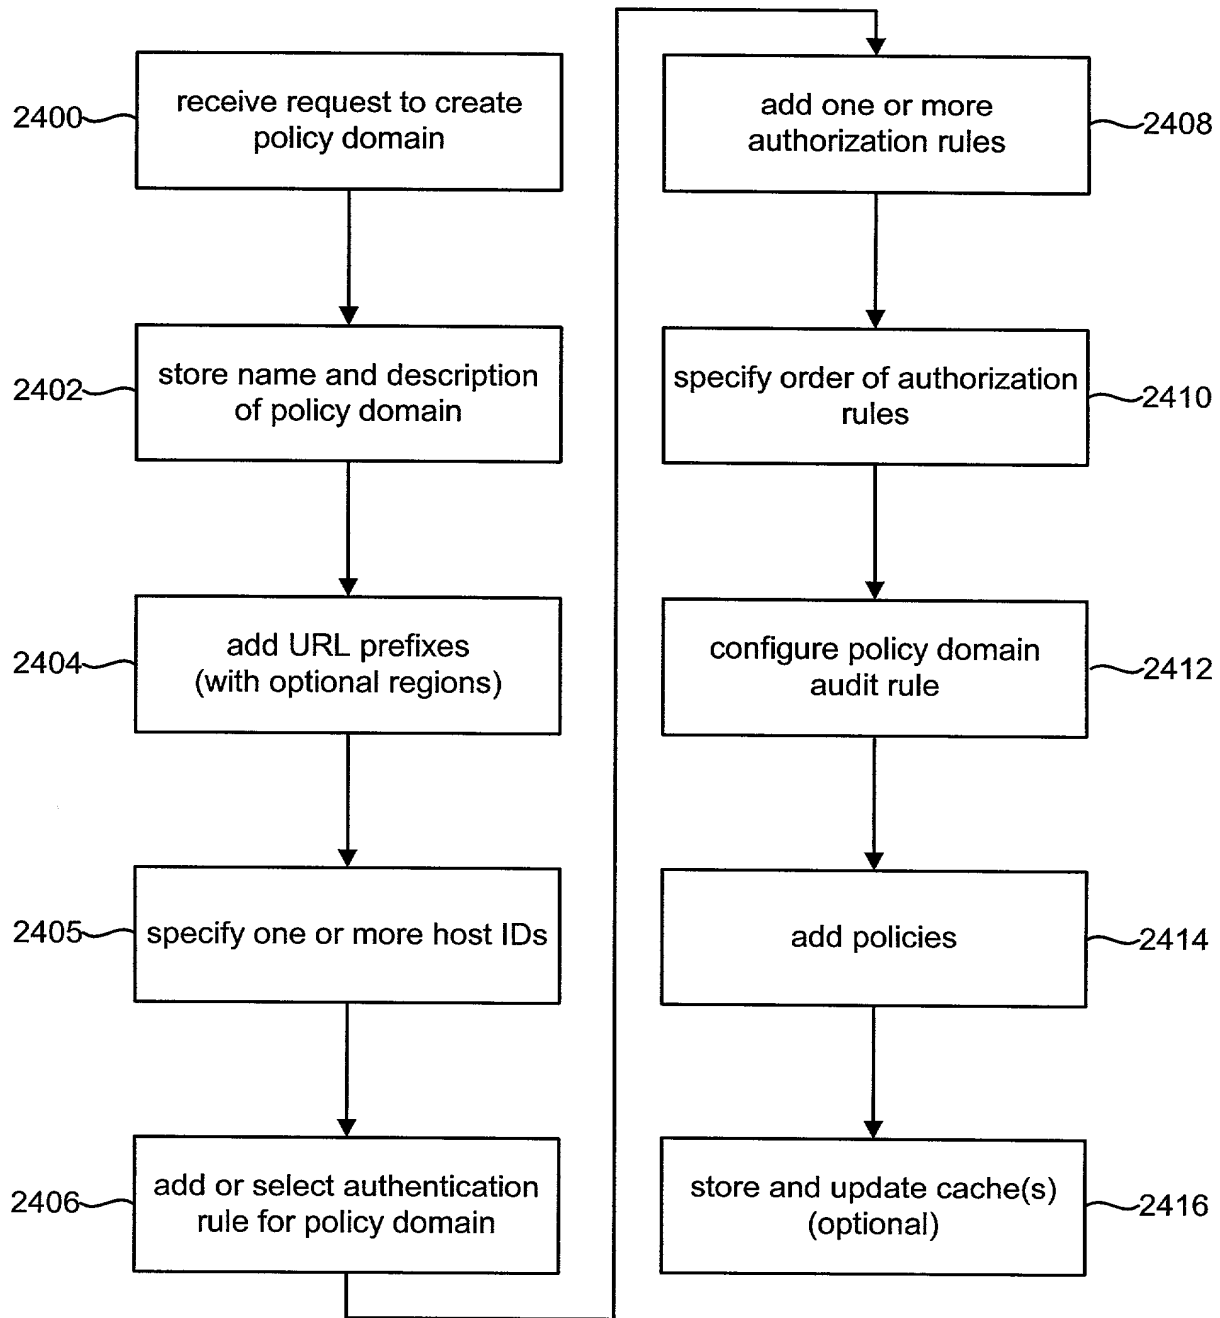 2400
receive request to create
policy domain
2402
store name and description
of policy domain
2404
add URL prefixes
(with optional regions)
2405
specify one or more host IDs
2406
add or select authentication
rule for policy domain
add one or more
authorization rules
2408
specify order of authorization
rules
2410
configure policy domain
audit rule
2412
add policies
2414
store and update cache(s)
(optional)
2416